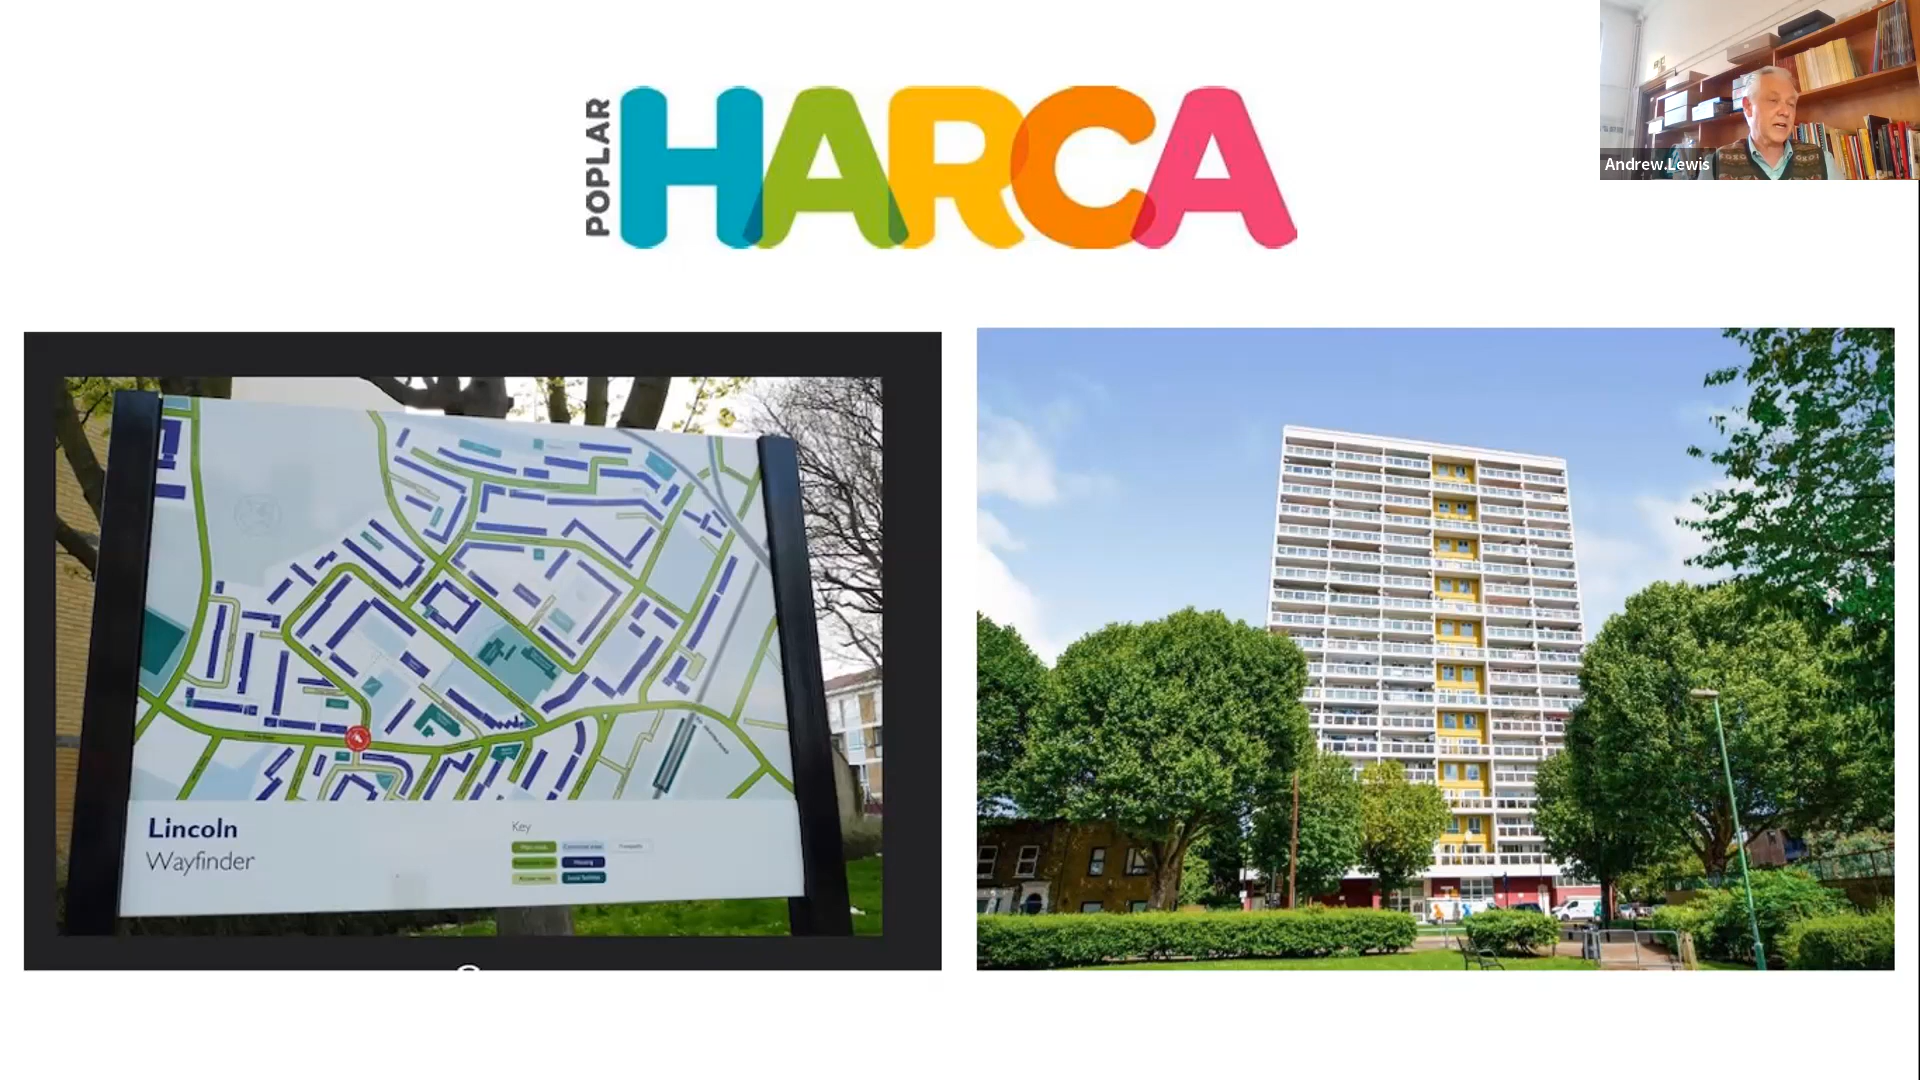 POPLAR
HARCA
Andrew.Lewis
Lincoln
Wayfinder
Key
Housing